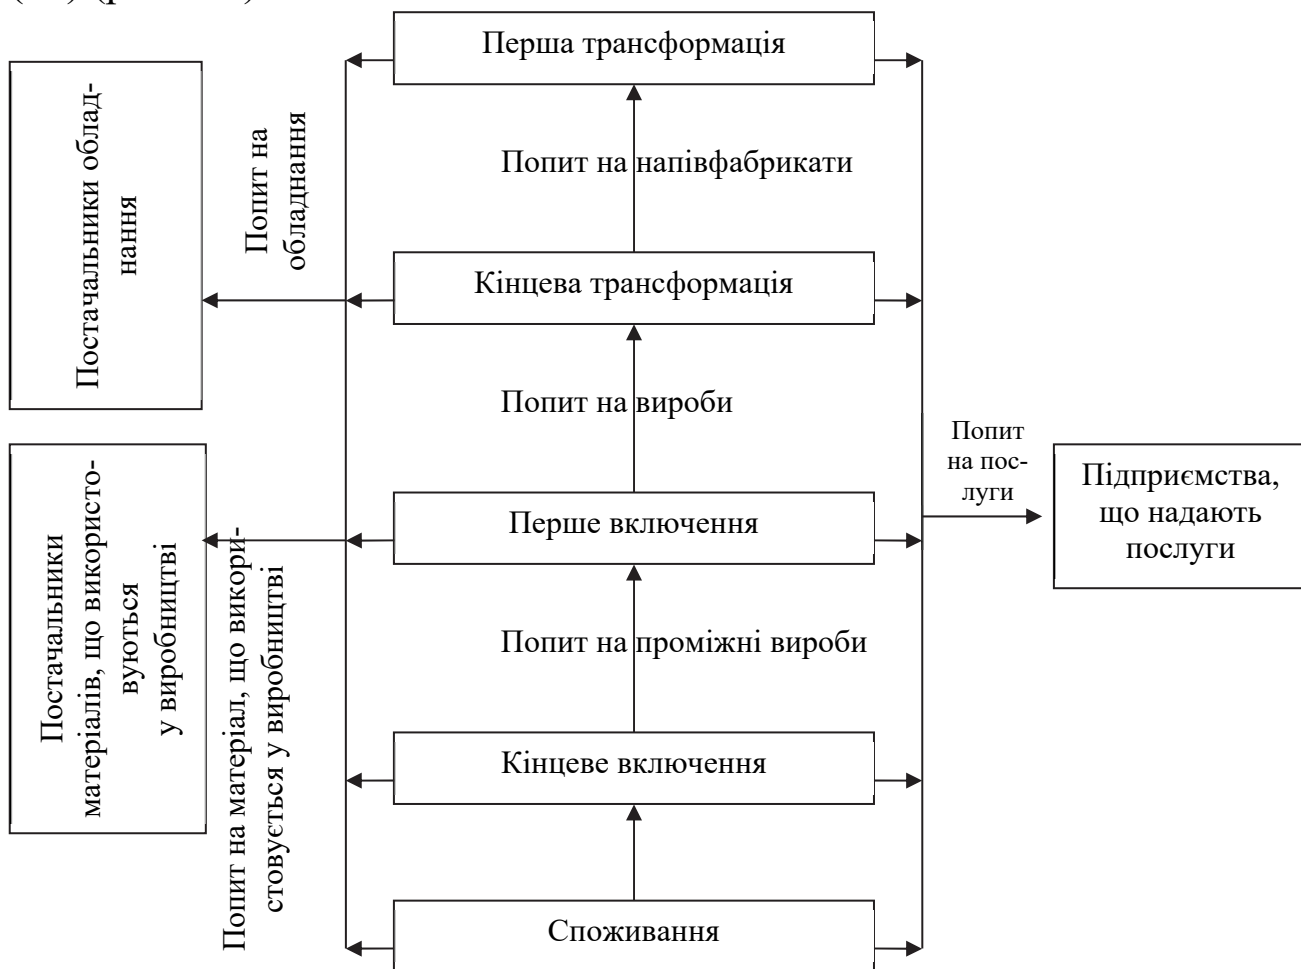 Перша трансформація
Постачальники облад-
нання
Попит на
обладнання
Попит на напівфабрикати
Кінцева трансформація
Попит на вироби
Попит
на пос-
луги
Підприємства,
що надають
послуги
Постачальники
матеріалів, що використо-
вуються
у виробництві
Попит на матеріал, що викори-
стовується у виробництві
Перше включення
Попит на проміжні вироби
Кінцеве включення
Споживання